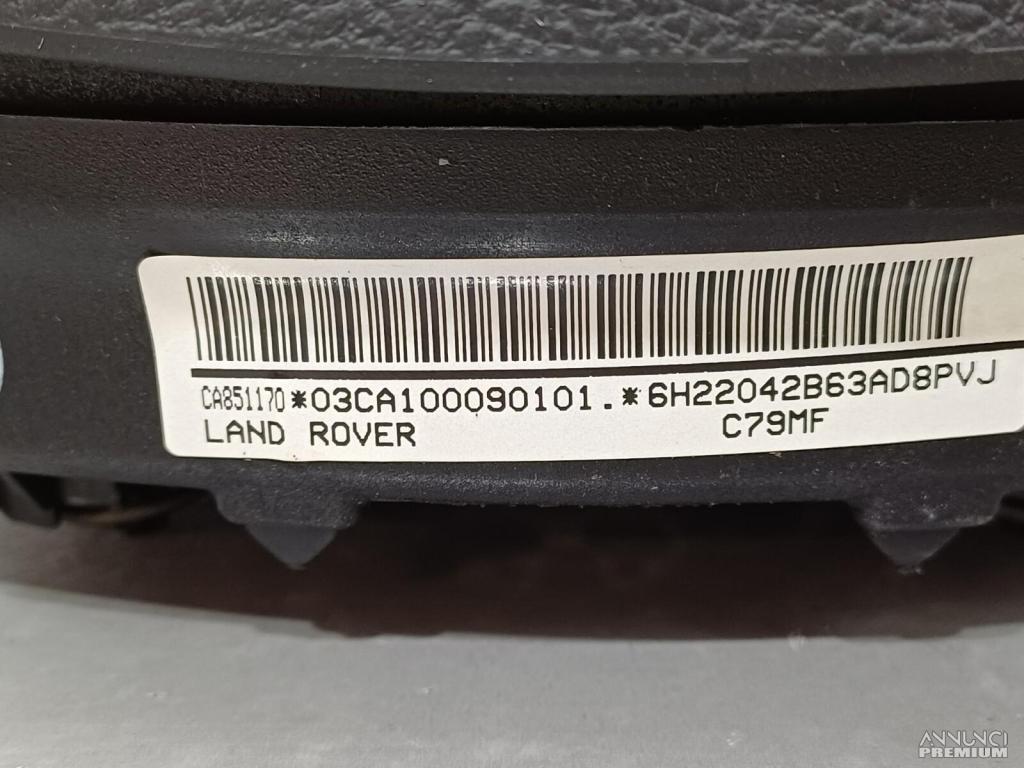 CA851170*03CA100090101.*6H22042B63AD8PVJ
LAND ROVER C79MF
ANNUNCI
PREMIUM